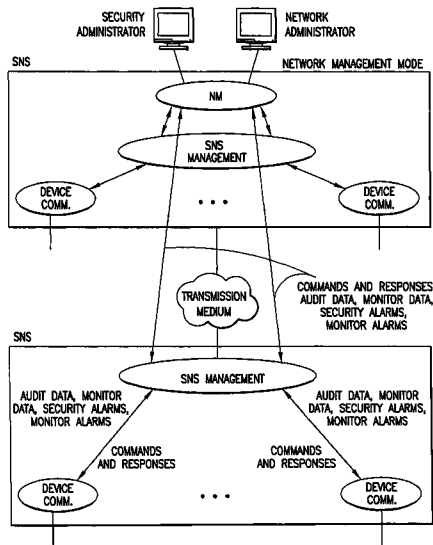 SECURITY
ADMINISTRATOR
NETWORK
ADMINISTRATOR
SNS
NETWORK MANAGEMENT MODE
NM
SNS
MANAGEMENT
DEVICE
COMM.
DEVICE
COMM.
TRANSMISSION
MEDIUM
COMMANDS AND RESPONSES
AUDIT DATA, MONITOR DATA,
SECURITY ALARMS,
MONITOR ALARMS
SNS
SNS MANAGEMENT
AUDIT DATA, MONITOR
DATA, SECURITY ALARMS,
MONITOR ALARMS
AUDIT DATA, MONITOR
DATA, SECURITY ALARMS,
MONITOR ALARMS
COMMANDS
AND RESPONSES
COMMANDS
AND RESPONSES
DEVICE
COMM.
DEVICE
COMM.